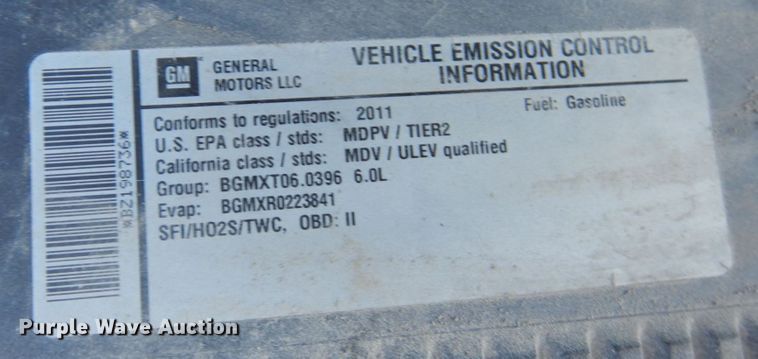 GM
GENERAL
MOTORS LLC
VEHICLE EMISSION CONTROL
INFORMATION
Conforms to regulations: 2011
Fuel: Gasoline
U.S. EPA class / stds: MDPV / TIER2
California class / stds: MDV / ULEV qualified
Group: BGMXT06.0396 6.0L
Evap: BGMXR0223841
SFI/HO2S/TWC, OBD: II
*BZ198736*
Purple Wave Auction